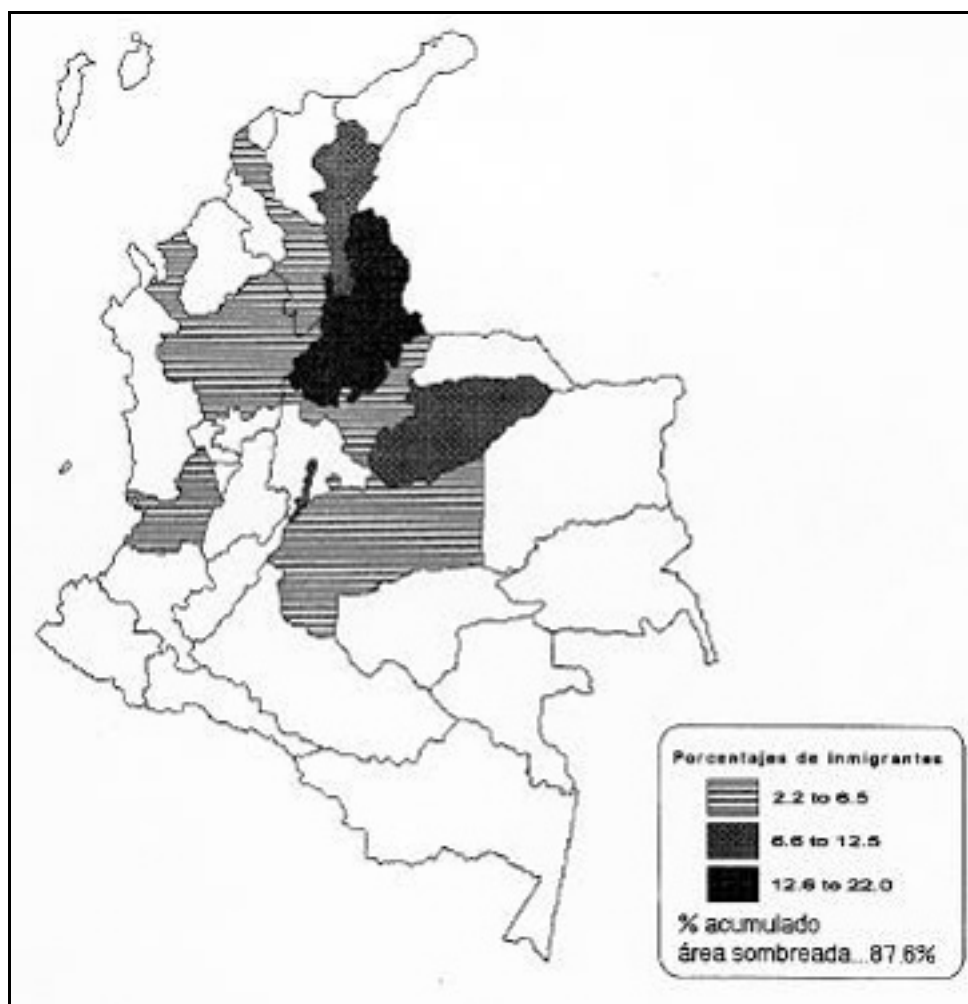 Porcentajes de inmigrantes
2.2 to 6.5
6.6 to 12.5
12.6 to 22.0
% acumulado
área sombreada...87.6%